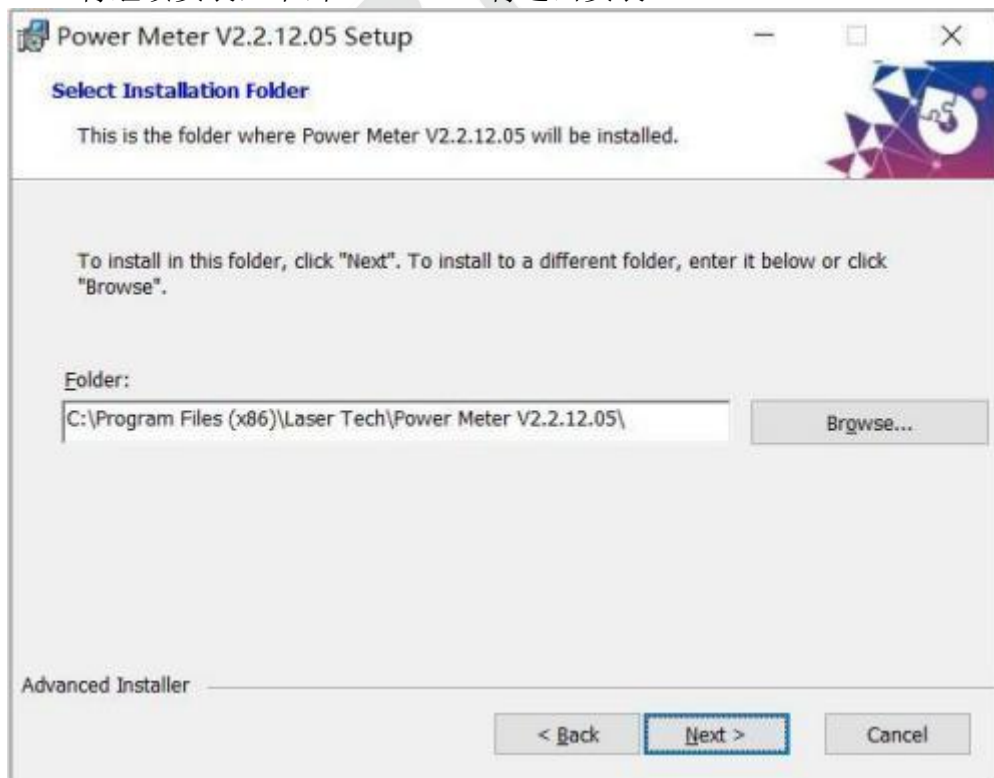 Power Meter V2.2.12.05 Setup
Select Installation Folder
This is the folder where Power Meter V2.2.12.05 will be installed.
To install in this folder, click "Next". To install to a different folder, enter it below or click
"Browse".
Folder:
C:\Program Files (x86)\Laser Tech\Power Meter V2.2.12.05\
Browse...
Advanced Installer
< Back
Next >
Cancel